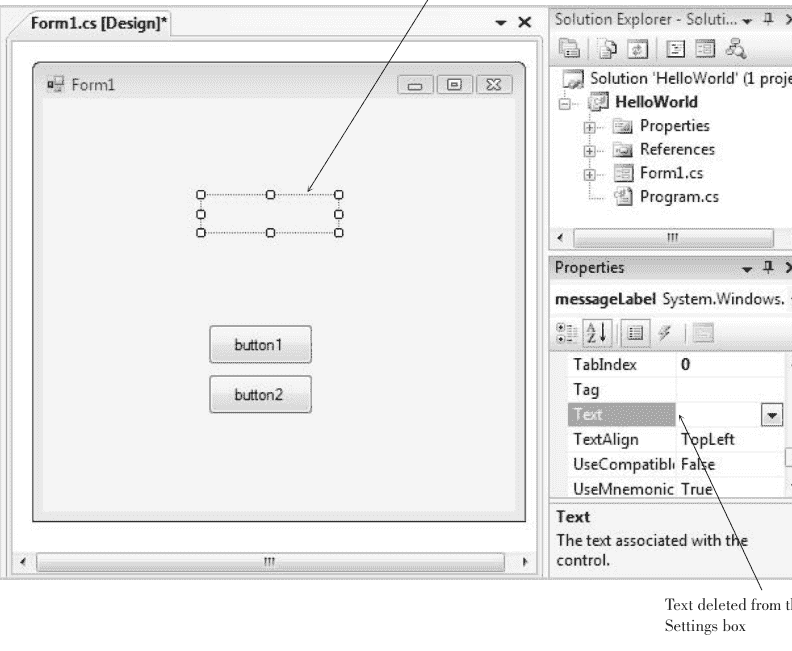 Form1.cs [Design]*
Form1
button1
button2
Solution Explorer - Soluti...
Solution 'HelloWorld' (1 proje
HelloWorld
Properties
References
Form1.cs
Program.cs
Properties
messageLabel System.Windows.
TabIndex 0
Tag
Text
TextAlign TopLeft
UseCompatibl False
UseMnemonic True
Text
The text associated with the
control.
Text deleted from th
Settings box